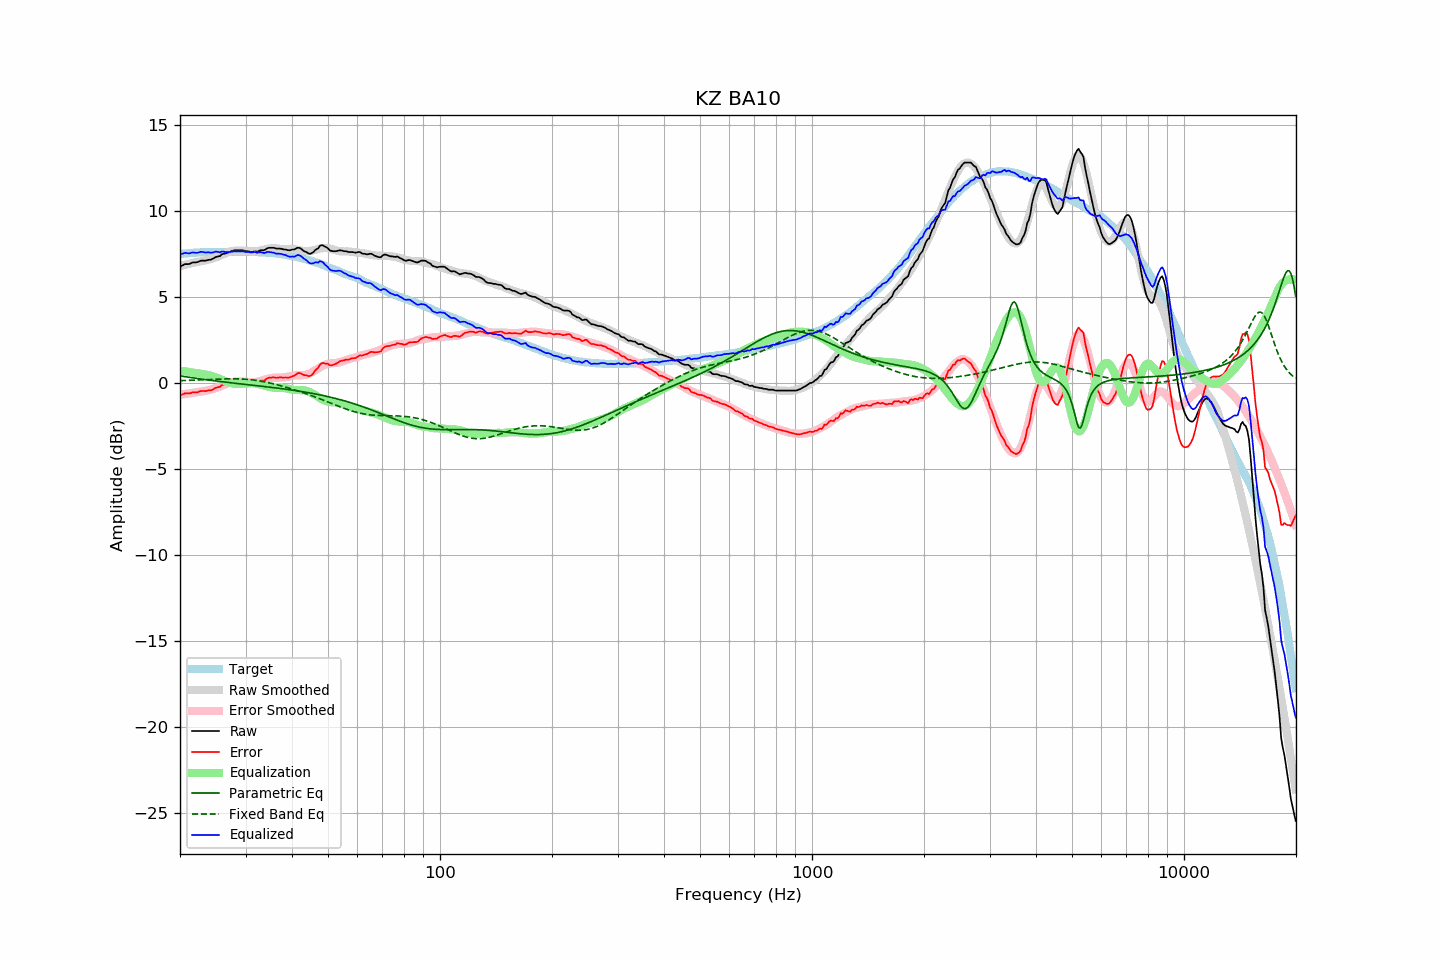 KZ BA10
15
10
5
0
−5
−10
−15
−20
−25
Amplitude (dBr)
100
1000
10000
Frequency (Hz)
Target
Raw Smoothed
Error Smoothed
Raw
Error
Equalization
Parametric Eq
Fixed Band Eq
Equalized